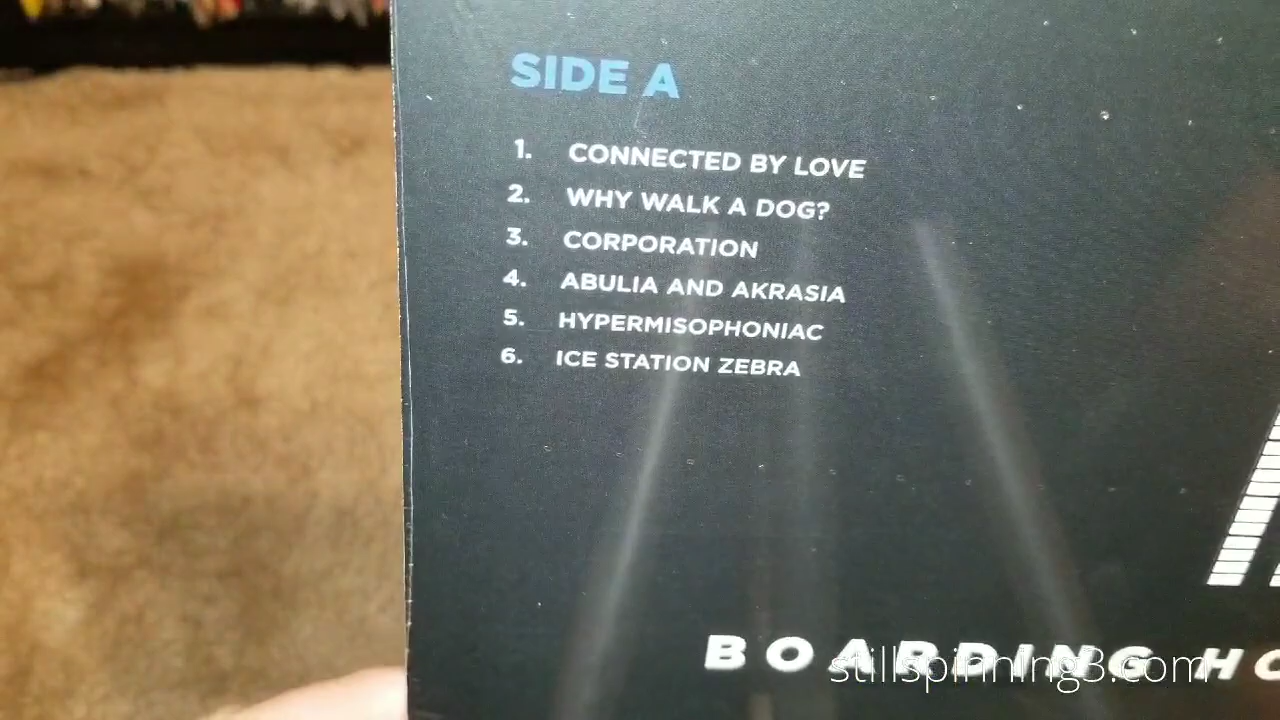 SIDE A
1. CONNECTED BY LOVE
2. WHY WALK A DOG?
3. CORPORATION
4. ABULIA AND AKRASIA
5. HYPERMISOPHONIAC
6. ICE STATION ZEBRA
BOARDING HO
stillspinning8.com